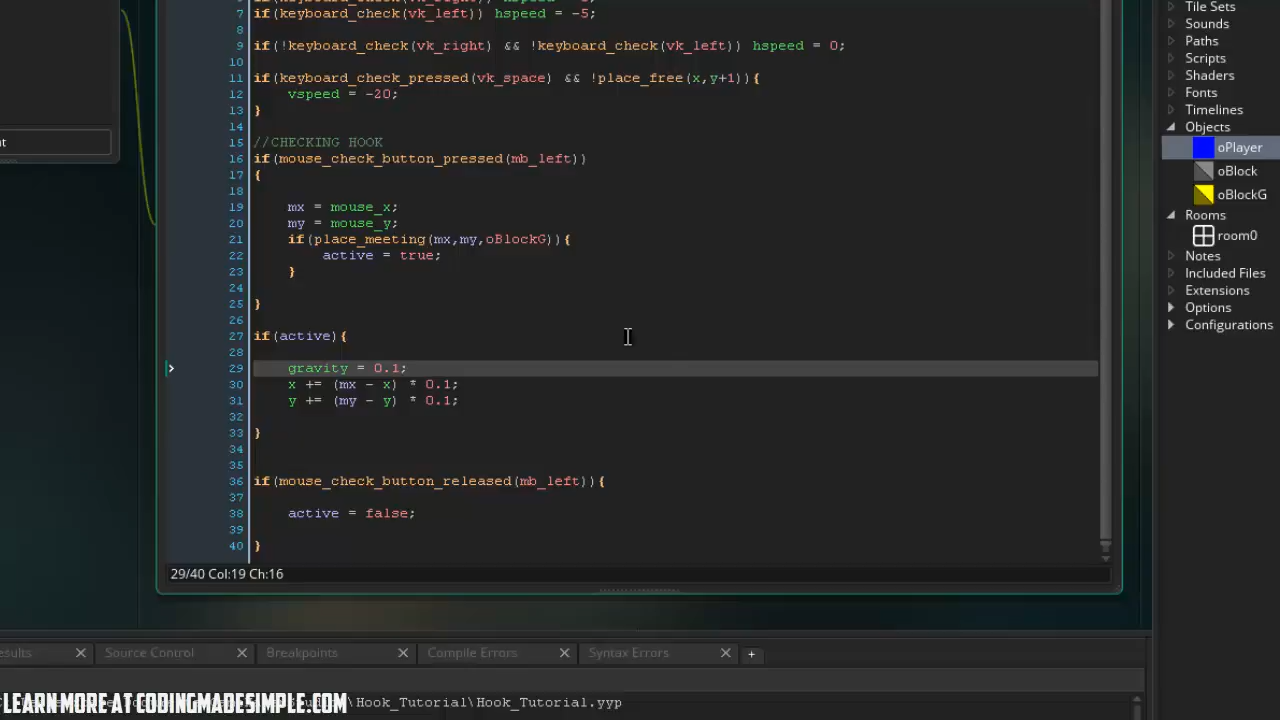 7 if(keyboard_check(vk_left)) hspeed = -5;
8
9 if(!keyboard_check(vk_right) && !keyboard_check(vk_left)) hspeed = 0;
10
11 if(keyboard_check_pressed(vk_space) && !place_free(x,y+1)){
12 vspeed = -20;
13 }
14
15 //CHECKING HOOK
16 if(mouse_check_button_pressed(mb_left))
17 {
18
19 mx = mouse_x;
20 my = mouse_y;
21 if(place_meeting(mx,my,oBlockG)){
22 active = true;
23 }
24
25 }
26
27 if(active){
28
29 gravity = 0.1;
30 x += (mx - x) * 0.1;
31 y += (my - y) * 0.1;
32
33 }
34
35
36 if(mouse_check_button_released(mb_left)){
37
38 active = false;
39
40 }
29/40 Col:19 Ch:16
Tile Sets
Sounds
Paths
Scripts
Shaders
Fonts
Timelines
Objects
oPlayer
oBlock
oBlockG
Rooms
room0
Notes
Included Files
Extensions
Options
Configurations
esults Source Control Breakpoints Compile Errors Syntax Errors +
\Hook_Tutorial\Hook_Tutorial.yyp
LEARN MORE AT CODINGMADESIMPLE.COM